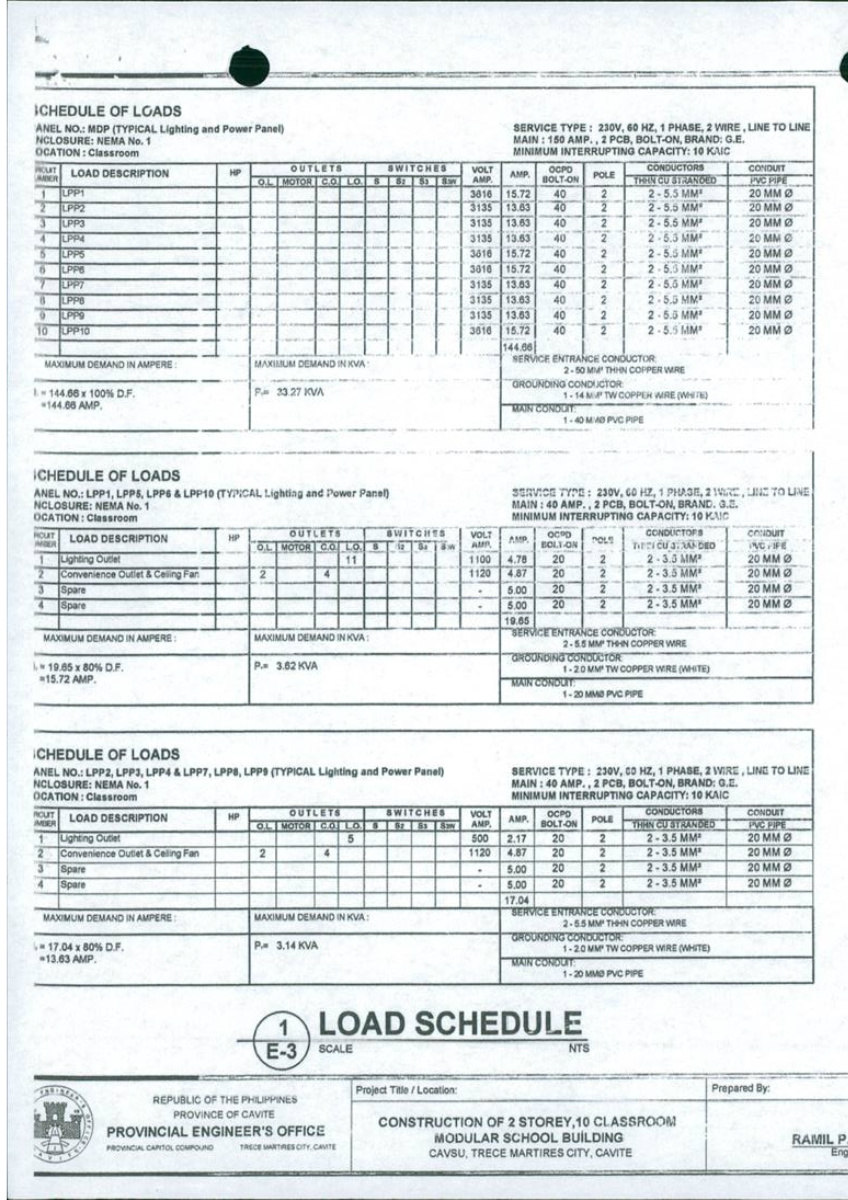 SCHEDULE OF LOADS
ANEL NO.: MDP (TYPICAL Lighting and Power Panel)
NCLOSURE: NEMA No. 1
OCATION : Classroom
SERVICE TYPE : 230V, 60 HZ, 1 PHASE, 2 WIRE , LINE TO LINE
MAIN : 150 AMP. , 2 PCB, BOLT-ON, BRAND: G.E.
MINIMUM INTERRUPTING CAPACITY: 10 KAIC
LOAD DESCRIPTION HP OUTLETS SWITCHES VOLT AMP. AMP. OCPD BOLT-ON POLE CONDUCTORS CONDUIT
O.L. MOTOR C.O. L.O. S S2 S3 S3W THHN CU STRANDED PVC PIPE
1 LPP1 3616 15.72 40 2 2 - 5.5 MM² 20 MM Ø
2 LPP2 3135 13.63 40 2 2 - 5.5 MM² 20 MM Ø
3 LPP3 3135 13.63 40 2 2 - 5.5 MM² 20 MM Ø
4 LPP4 3135 13.63 40 2 2 - 5.5 MM² 20 MM Ø
5 LPP5 3616 15.72 40 2 2 - 5.5 MM² 20 MM Ø
6 LPP6 3616 15.72 40 2 2 - 5.5 MM² 20 MM Ø
7 LPP7 3135 13.63 40 2 2 - 5.5 MM² 20 MM Ø
8 LPP8 3135 13.63 40 2 2 - 5.5 MM² 20 MM Ø
9 LPP9 3135 13.63 40 2 2 - 5.5 MM² 20 MM Ø
10 LPP10 3616 15.72 40 2 2 - 5.5 MM² 20 MM Ø
144.66
MAXIMUM DEMAND IN AMPERE :
= 144.66 x 100% D.F.
=144.66 AMP.
MAXIMUM DEMAND IN KVA :
P.= 33.27 KVA
SERVICE ENTRANCE CONDUCTOR:
2 - 50 MM² THHN COPPER WIRE
GROUNDING CONDUCTOR:
1 - 14 MM² TW COPPER WIRE (WHITE)
MAIN CONDUIT:
1 - 40 MMØ PVC PIPE
SCHEDULE OF LOADS
ANEL NO.: LPP1, LPP5, LPP6 & LPP10 (TYPICAL Lighting and Power Panel)
NCLOSURE: NEMA No. 1
OCATION : Classroom
SERVICE TYPE : 230V, 60 HZ, 1 PHASE, 2 WIRE , LINE TO LINE
MAIN : 40 AMP. , 2 PCB, BOLT-ON, BRAND: G.E.
MINIMUM INTERRUPTING CAPACITY: 10 KAIC
LOAD DESCRIPTION HP OUTLETS SWITCHES VOLT AMP. AMP. OCPD BOLT-ON POLE CONDUCTORS CONDUIT
O.L. MOTOR C.O. L.O. S S2 S3 S3W THHN CU STRANDED PVC PIPE
1 Lighting Outlet 11 1100 4.78 20 2 2 - 3.5 MM² 20 MM Ø
2 Convenience Outlet & Ceiling Fan 2 4 1120 4.87 20 2 2 - 3.5 MM² 20 MM Ø
3 Spare - 5.00 20 2 2 - 3.5 MM² 20 MM Ø
4 Spare - 5.00 20 2 2 - 3.5 MM² 20 MM Ø
19.65
MAXIMUM DEMAND IN AMPERE :
= 19.65 x 80% D.F.
=15.72 AMP.
MAXIMUM DEMAND IN KVA :
P.= 3.62 KVA
SERVICE ENTRANCE CONDUCTOR:
2 - 5.5 MM² THHN COPPER WIRE
GROUNDING CONDUCTOR:
1 - 2.0 MM² TW COPPER WIRE (WHITE)
MAIN CONDUIT:
1 - 20 MMØ PVC PIPE
SCHEDULE OF LOADS
ANEL NO.: LPP2, LPP3, LPP4 & LPP7, LPP8, LPP9 (TYPICAL Lighting and Power Panel)
NCLOSURE: NEMA No. 1
OCATION : Classroom
SERVICE TYPE : 230V, 60 HZ, 1 PHASE, 2 WIRE , LINE TO LINE
MAIN : 40 AMP. , 2 PCB, BOLT-ON, BRAND: G.E.
MINIMUM INTERRUPTING CAPACITY: 10 KAIC
LOAD DESCRIPTION HP OUTLETS SWITCHES VOLT AMP. AMP. OCPD BOLT-ON POLE CONDUCTORS CONDUIT
O.L. MOTOR C.O. L.O. S S2 S3 S3W THHN CU STRANDED PVC PIPE
1 Lighting Outlet 5 500 2.17 20 2 2 - 3.5 MM² 20 MM Ø
2 Convenience Outlet & Ceiling Fan 2 4 1120 4.87 20 2 2 - 3.5 MM² 20 MM Ø
3 Spare - 5.00 20 2 2 - 3.5 MM² 20 MM Ø
4 Spare - 5.00 20 2 2 - 3.5 MM² 20 MM Ø
17.04
MAXIMUM DEMAND IN AMPERE :
= 17.04 x 80% D.F.
=13.63 AMP.
MAXIMUM DEMAND IN KVA :
P.= 3.14 KVA
SERVICE ENTRANCE CONDUCTOR:
2 - 5.5 MM² THHN COPPER WIRE
GROUNDING CONDUCTOR:
1 - 2.0 MM² TW COPPER WIRE (WHITE)
MAIN CONDUIT:
1 - 20 MMØ PVC PIPE
1 LOAD SCHEDULE
E-3 SCALE NTS
REPUBLIC OF THE PHILIPPINES
PROVINCE OF CAVITE
PROVINCIAL ENGINEER'S OFFICE
PROVINCIAL CAPITOL COMPOUND TRECE MARTIRES CITY, CAVITE
Project Title / Location:
CONSTRUCTION OF 2 STOREY,10 CLASSROOM
MODULAR SCHOOL BUILDING
CAVSU, TRECE MARTIRES CITY, CAVITE
Prepared By:
RAMIL P.
Eng